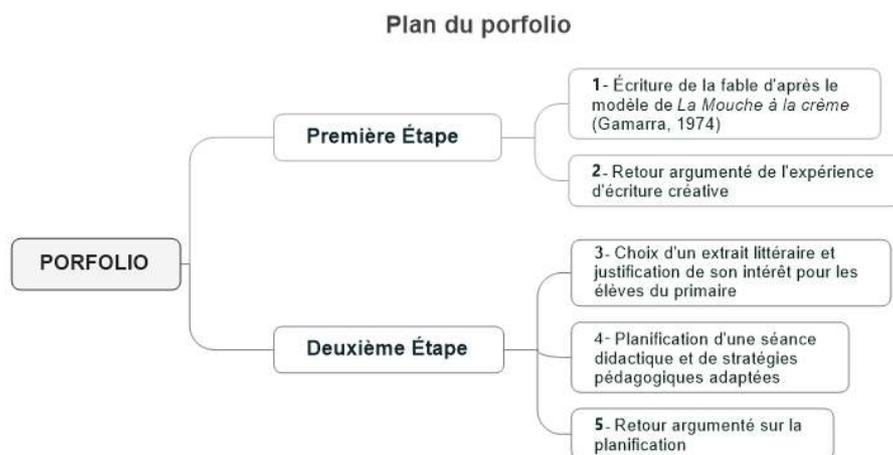 Plan du porfolio
1- Écriture de la fable d'après le
modèle de La Mouche à la crème
(Gamarra, 1974)
Première Étape
2- Retour argumenté de l'expérience
d'écriture créative
PORFOLIO
3- Choix d'un extrait littéraire et
justification de son intérêt pour les
élèves du primaire
Deuxième Étape
4- Planification d'une séance
didactique et de stratégies
pédagogiques adaptées
5- Retour argumenté sur la
planification